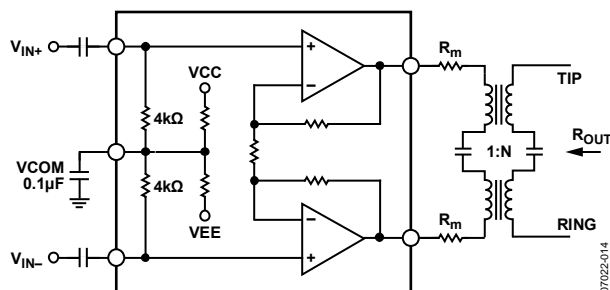 VIN+
VCC
4kΩ
VCOM
0.1µF
4kΩ
VEE
VIN–
+
–
–
+
Rm
Rm
1:N
TIP
ROUT
RING
07022-014